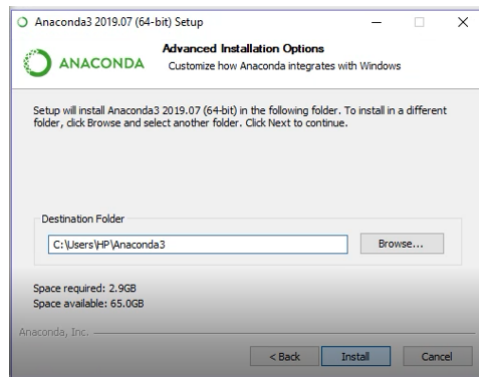 Anaconda3 2019.07 (64-bit) Setup
ANACONDA
Advanced Installation Options
Customize how Anaconda integrates with Windows
Setup will install Anaconda3 2019.07 (64-bit) in the following folder. To install in a different
folder, click Browse and select another folder. Click Next to continue.
Destination Folder
C:\Users\HP\Anaconda3
Browse...
Space required: 2.9GB
Space available: 65.0GB
Anaconda, Inc.
< Back
Install
Cancel